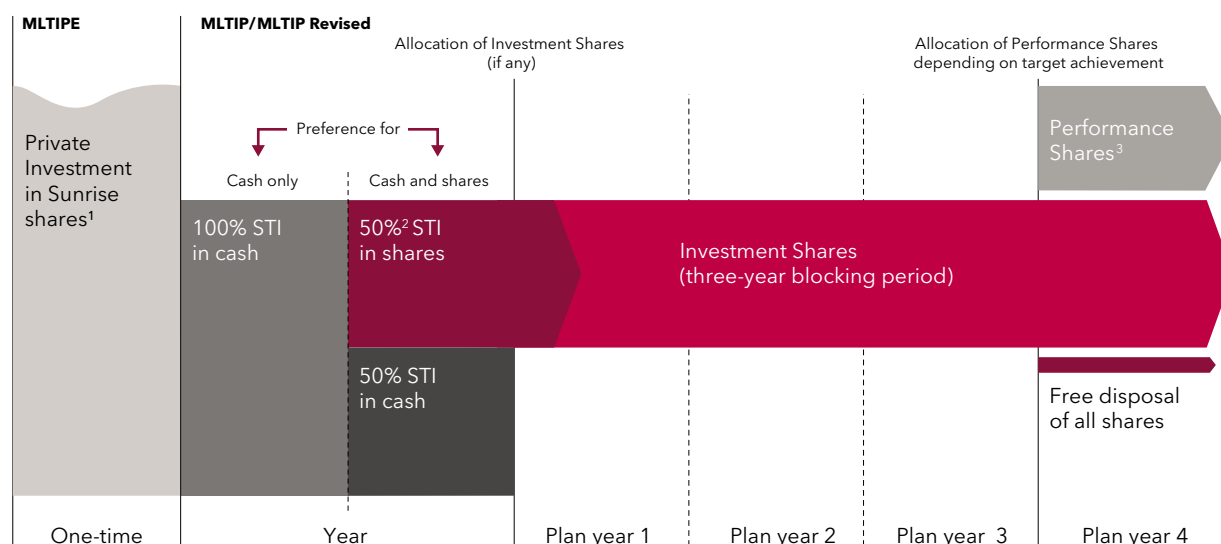 MLTIPE
MLTIP/MLTIP Revised
Allocation of Investment Shares
(if any)
Allocation of Performance Shares
depending on target achievement
Private
Investment
in Sunrise
shares¹
Preference for
Cash only
Cash and shares
Performance
Shares³
100% STI
in cash
50%² STI
in shares
Investment Shares
(three-year blocking period)
50% STI
in cash
Free disposal
of all shares
One-time
Year
Plan year 1
Plan year 2
Plan year 3
Plan year 4